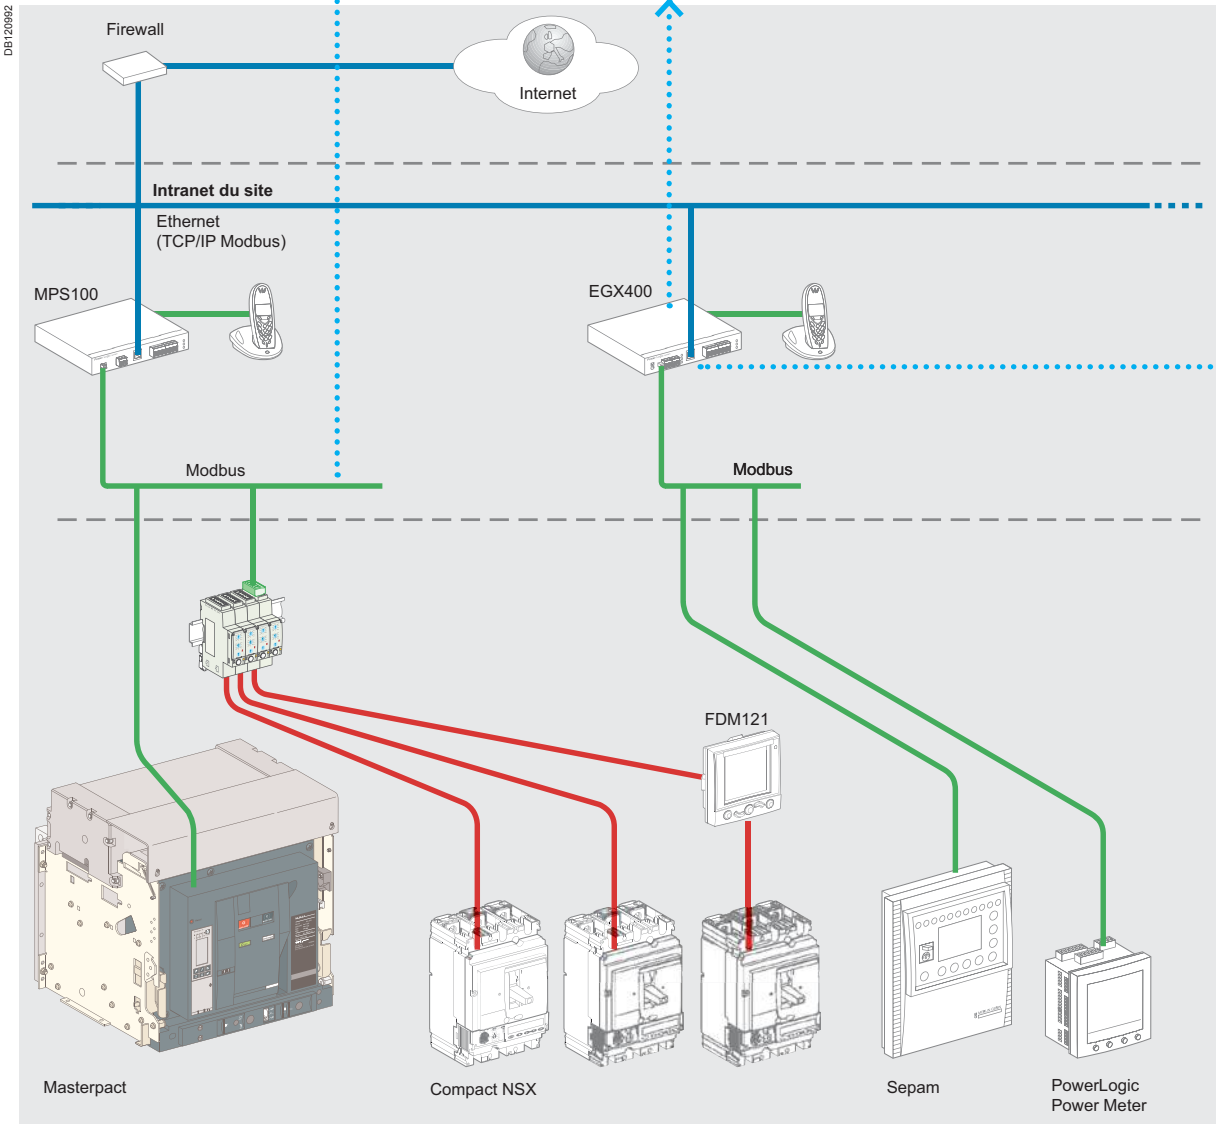 DB120992
Firewall
Internet
Intranet du site
Ethernet
(TCP/IP Modbus)
MPS100
EGX400
Modbus
Modbus
FDM121
Masterpact
Compact NSX
Sepam
PowerLogic
Power Meter